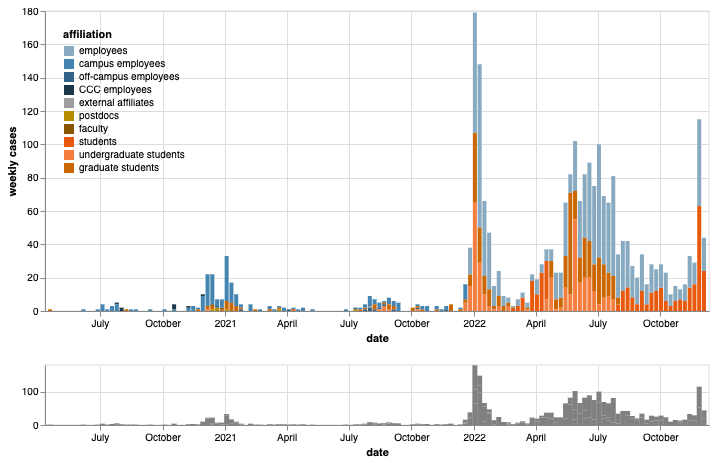 180
160
140
120
100
80
60
40
20
0
weekly cases
affiliation
employees
campus employees
off-campus employees
CCC employees
external affiliates
postdocs
faculty
students
undergraduate students
graduate students
July October 2021 April July October 2022 April July October
date
100
0
July October 2021 April July October 2022 April July October
date